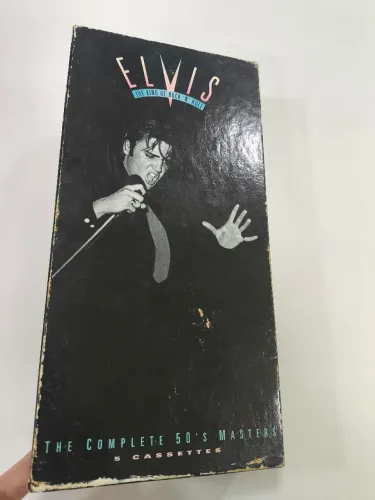 ELVIS
THE KING OF ROCK 'N' ROLL
THE COMPLETE 50'S MASTERS
5 CASSETTES